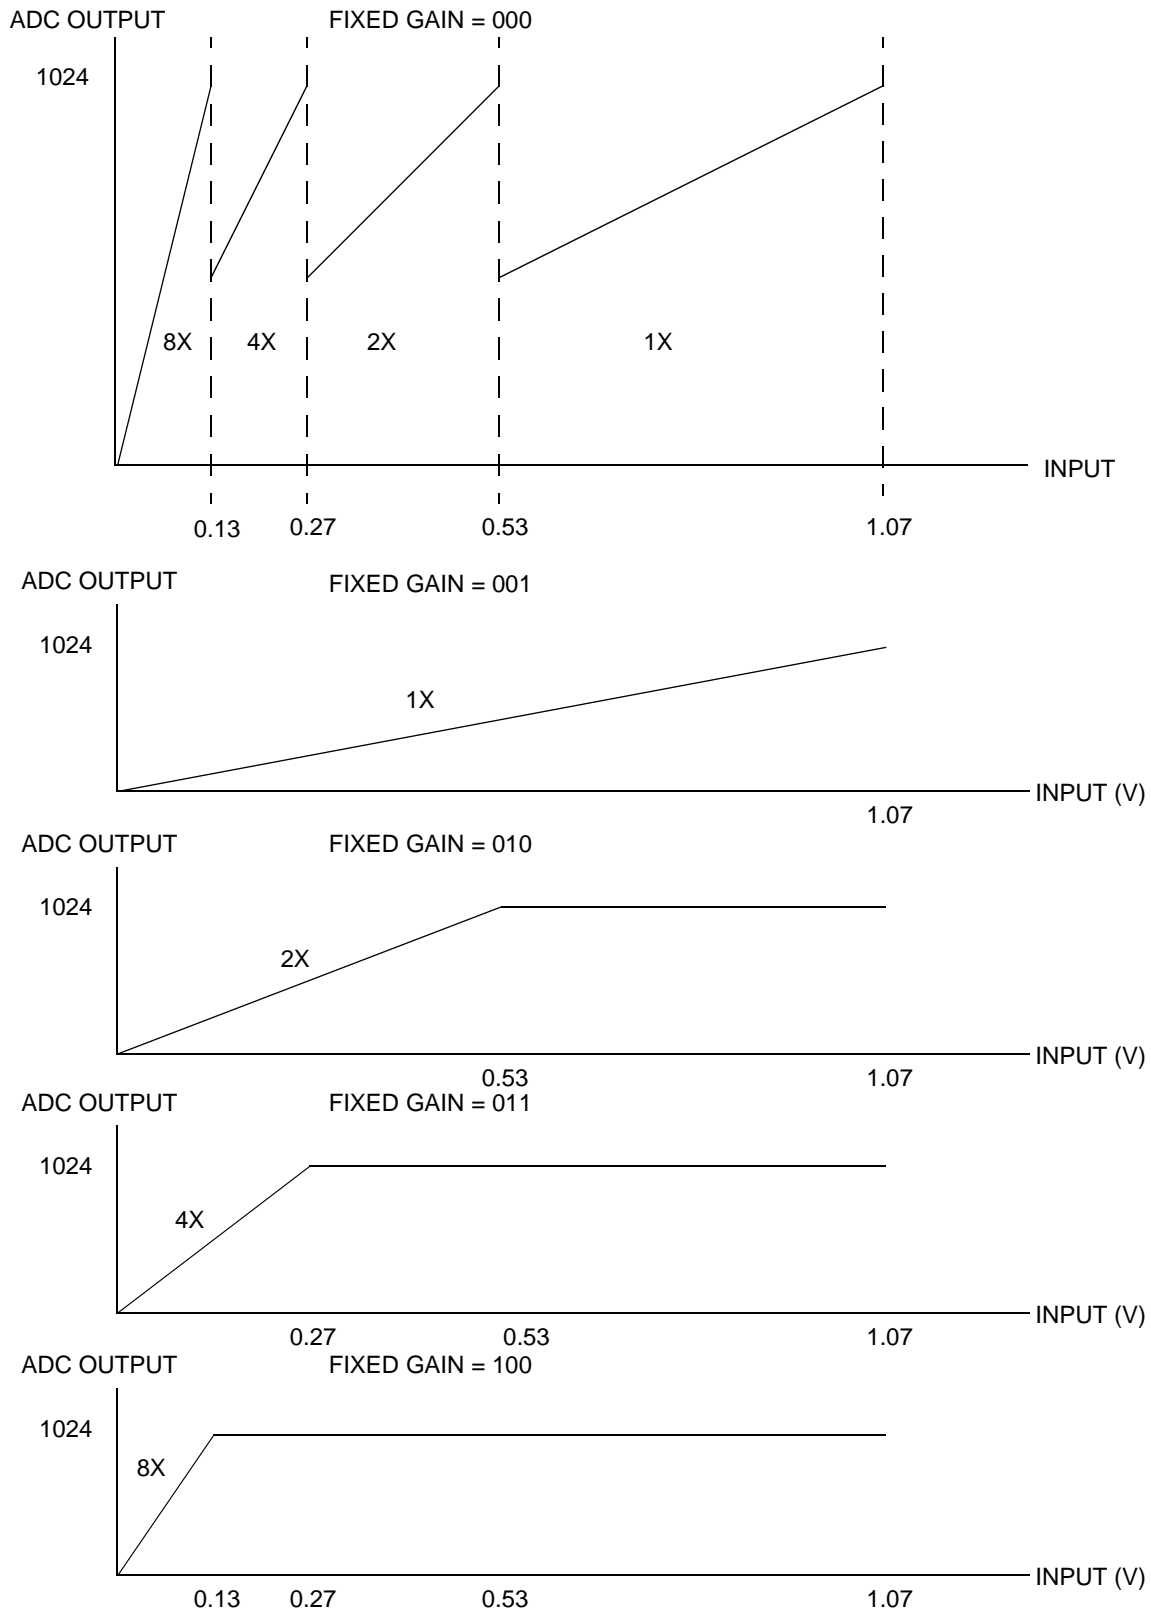 ADC OUTPUT FIXED GAIN = 000
1024
8X 4X 2X 1X
INPUT
0.13 0.27 0.53 1.07
ADC OUTPUT FIXED GAIN = 001
1024
1X
INPUT (V)
1.07
ADC OUTPUT FIXED GAIN = 010
1024
2X
INPUT (V)
0.53 1.07
ADC OUTPUT FIXED GAIN = 011
1024
4X
INPUT (V)
0.27 0.53 1.07
ADC OUTPUT FIXED GAIN = 100
1024
8X
INPUT (V)
0.13 0.27 0.53 1.07